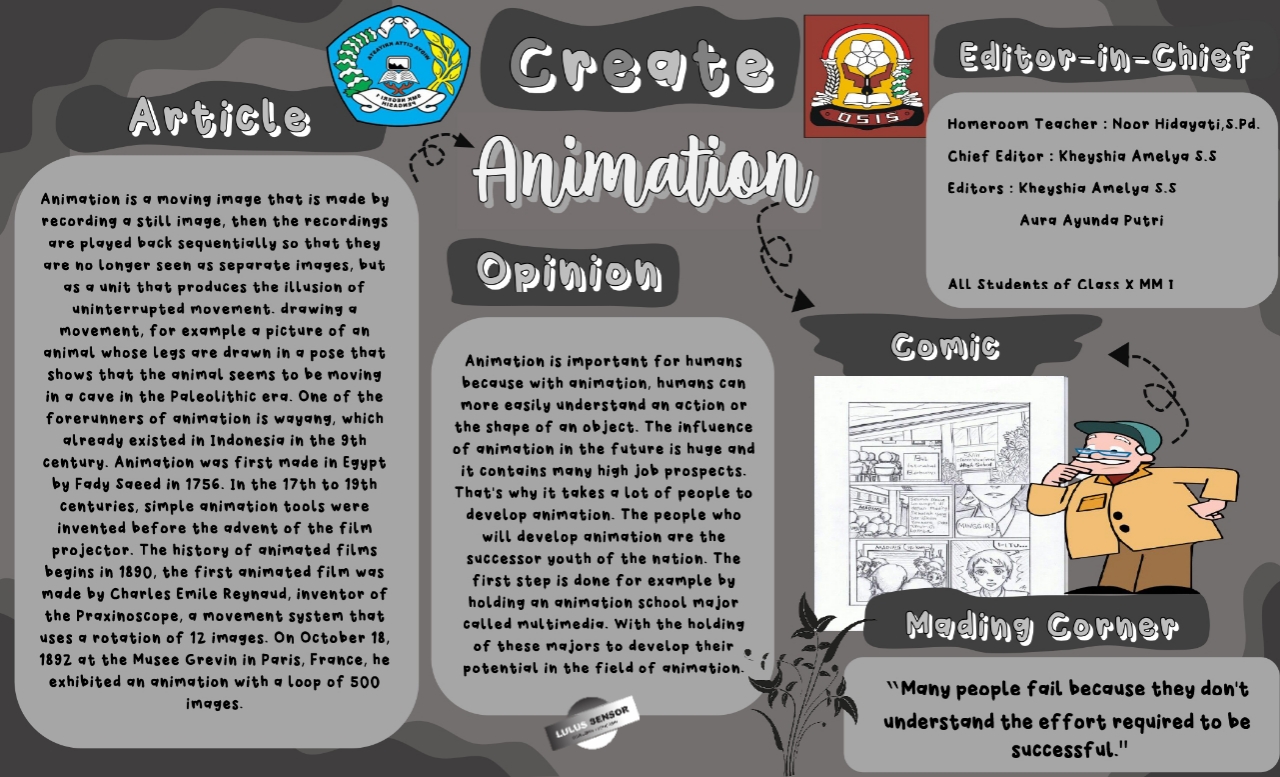 Create
Animation
Article
Animation is a moving image that is made by
recording a still image, then the recordings
are played back sequentially so that they
are no longer seen as separate images, but
as a unit that produces the illusion of
uninterrupted movement. drawing a
movement, for example a picture of an
animal whose legs are drawn in a pose that
shows that the animal seems to be moving
in a cave in the Paleolithic era. One of the
forerunners of animation is wayang, which
already existed in Indonesia in the 9th
century. Animation was first made in Egypt
by Fady Saeed in 1756. In the 17th to 19th
centuries, simple animation tools were
invented before the advent of the film
projector. The history of animated films
begins in 1890, the first animated film was
made by Charles Emile Reynaud, inventor of
the Praxinoscope, a movement system that
uses a rotation of 12 images. On October 18,
1892 at the Musee Grevin in Paris, France, he
exhibited an animation with a loop of 500
images.
Opinion
Animation is important for humans
because with animation, humans can
more easily understand an action or
the shape of an object. The influence
of animation in the future is huge and
it contains many high job prospects.
That's why it takes a lot of people to
develop animation. The people who
will develop animation are the
successor youth of the nation. The
first step is done for example by
holding an animation school major
called multimedia. With the holding
of these majors to develop their
potential in the field of animation.
LULUS SENSOR
OSIS
Editor-in-Chief
Homeroom Teacher : Noor Hidayati,S.Pd.
Chief Editor : Kheyshia Amelya S.S
Editors : Kheyshia Amelya S.S
Aura Ayunda Putri
All Students of Class X MM 1
Comic
High School
MINGGIR!
Mading Corner
"Many people fail because they don't
understand the effort required to be
successful."